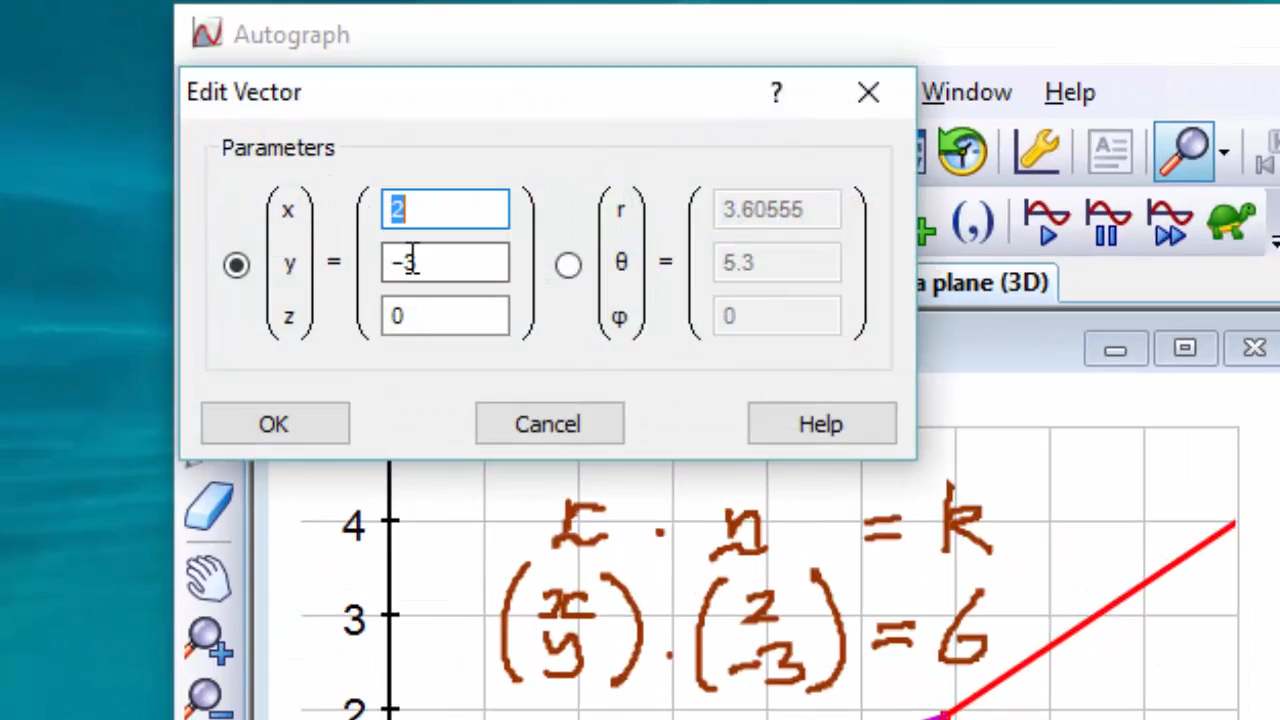 Autograph
Edit Vector ?
Window Help
Parameters
x 2 r 3.60555
y = -3 θ = 5.3
z 0 φ 0
OK Cancel Help
a plane (3D)
4
r . n = k
3
(x y) . (2 -3) = 6
2